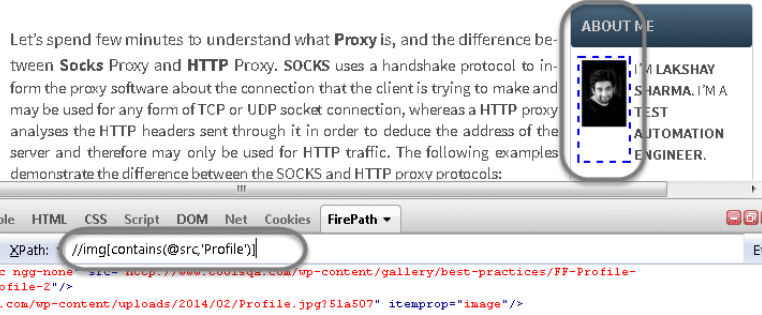 Let's spend few minutes to understand what Proxy is, and the difference be-
tween Socks Proxy and HTTP Proxy. SOCKS uses a handshake protocol to in-
form the proxy software about the connection that the client is trying to make and
may be used for any form of TCP or UDP socket connection, whereas a HTTP proxy
analyses the HTTP headers sent through it in order to deduce the address of the
server and therefore may only be used for HTTP traffic. The following examples
demonstrate the difference between the SOCKS and HTTP proxy protocols:
ABOUT ME
I'M LAKSHAY
SHARMA. I'M A
TEST
AUTOMATION
ENGINEER.
HTML CSS Script DOM Net Cookies FirePath
XPath: //img[contains(@src,'Profile')]
ngg-none" src="http://www.toolsqa.com/wp-content/gallery/best-practices/FF-Profile-
ofile-2"/>
.com/wp-content/uploads/2014/02/Profile.jpg?51a507" itemprop="image"/>